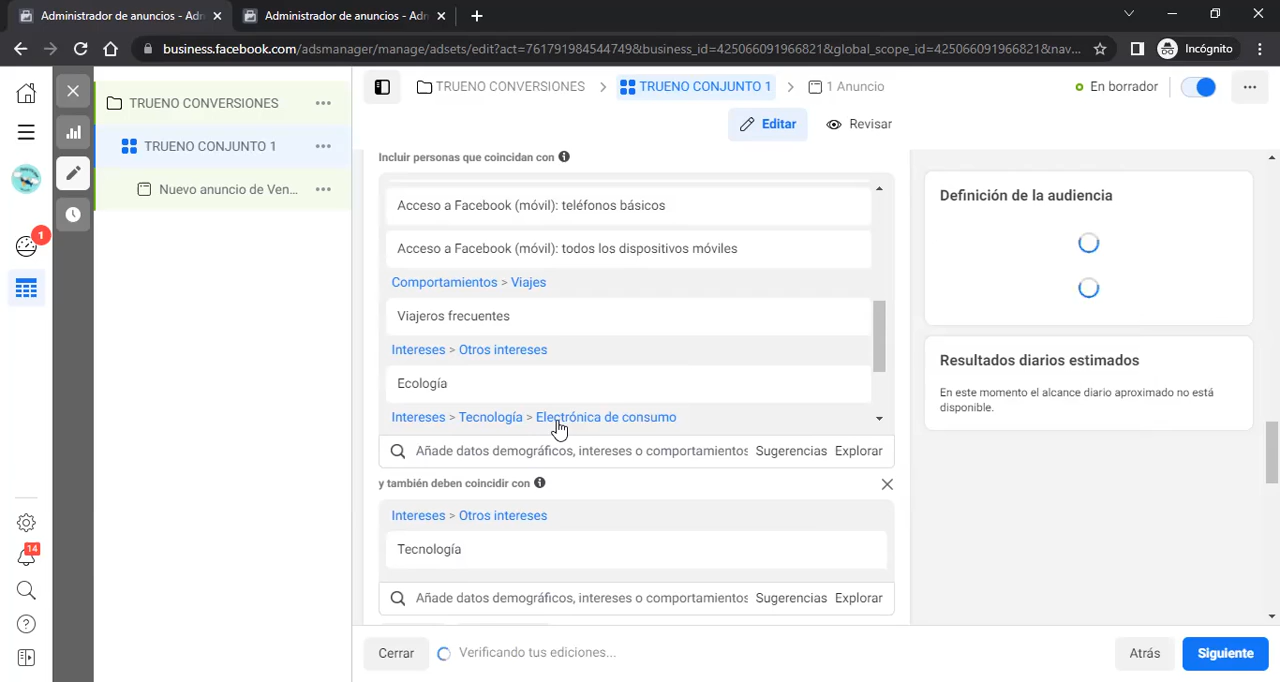 Administrador de anuncios - Adm
Administrador de anuncios - Adm
business.facebook.com/adsmanager/manage/adsets/edit?act=761791984544749&business_id=425066091966821&global_scope_id=425066091966821&nav...
Incógnito
TRUENO CONVERSIONES
TRUENO CONJUNTO 1
Nuevo anuncio de Ven...
1
14
TRUENO CONVERSIONES > TRUENO CONJUNTO 1 > 1 Anuncio
En borrador
Editar
Revisar
Incluir personas que coincidan con
Acceso a Facebook (móvil): teléfonos básicos
Acceso a Facebook (móvil): todos los dispositivos móviles
Comportamientos > Viajes
Viajeros frecuentes
Intereses > Otros intereses
Ecología
Intereses > Tecnología > Electrónica de consumo
Añade datos demográficos, intereses o comportamientos Sugerencias Explorar
y también deben coincidir con
Intereses > Otros intereses
Tecnología
Añade datos demográficos, intereses o comportamientos Sugerencias Explorar
Definición de la audiencia
Resultados diarios estimados
En este momento el alcance diario aproximado no está
disponible.
Cerrar
Verificando tus ediciones...
Atrás
Siguiente